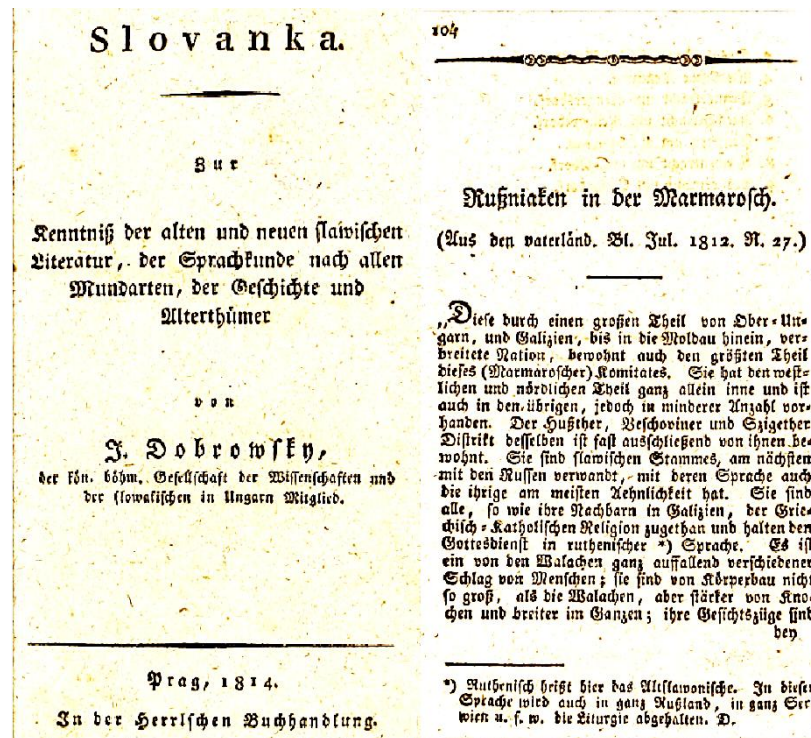 Slovanka.
Zur
Kenntniß der alten und neuen slawischen
Literatur, der Sprachkunde nach allen
Mundarten, der Geschichte und
Alterthümer
von
J. Dobrowsky,
der kön. böhm. Gesellschaft der Wissenschaften und
der slowakischen in Ungarn Mitglied.
Prag, 1814.
In der Herrlschen Buchhandlung.
104
Rußniaken in der Marmarosch.
(Aus den vaterländ. Bl. Jul. 1812. N. 27.)
„Diese durch einen großen Theil von Ober-Un-
garn, und Galizien, bis in die Moldau hinein, ver-
breitete Nation, bewohnt auch den größten Theil
dieses (Marmaroscher) Komitates. Sie hat den west-
lichen und nördlichen Theil ganz allein inne und ist
auch in den übrigen, jedoch in minderer Anzahl vor-
handen. Der Hußther, Veschoviner und Szigether
Distrikt desselben ist fast ausschließend von ihnen be-
wohnt. Sie sind slawischen Stammes, am nächsten
mit den Russen verwandt, mit deren Sprache auch
die ihrige am meisten Aehnlichkeit hat. Sie sind
alle, so wie ihre Nachbarn in Galizien, der Grie-
chisch-Katholischen Religion zugethan und halten den
Gottesdienst in ruthenischer *) Sprache. Es ist
ein von den Walachen ganz auffallend verschiedener
Schlag von Menschen; sie sind von Körperbau nicht
so groß, als die Walachen, aber stärker von Kno-
chen und breiter im Ganzen; ihre Gesichtszüge sind
bey
*) Ruthenisch heißt hier das Altslawonische. In dieser
Sprache wird auch in ganz Rußland, in ganz Ser-
wien u. s. w. die Liturgie abgehalten. D.